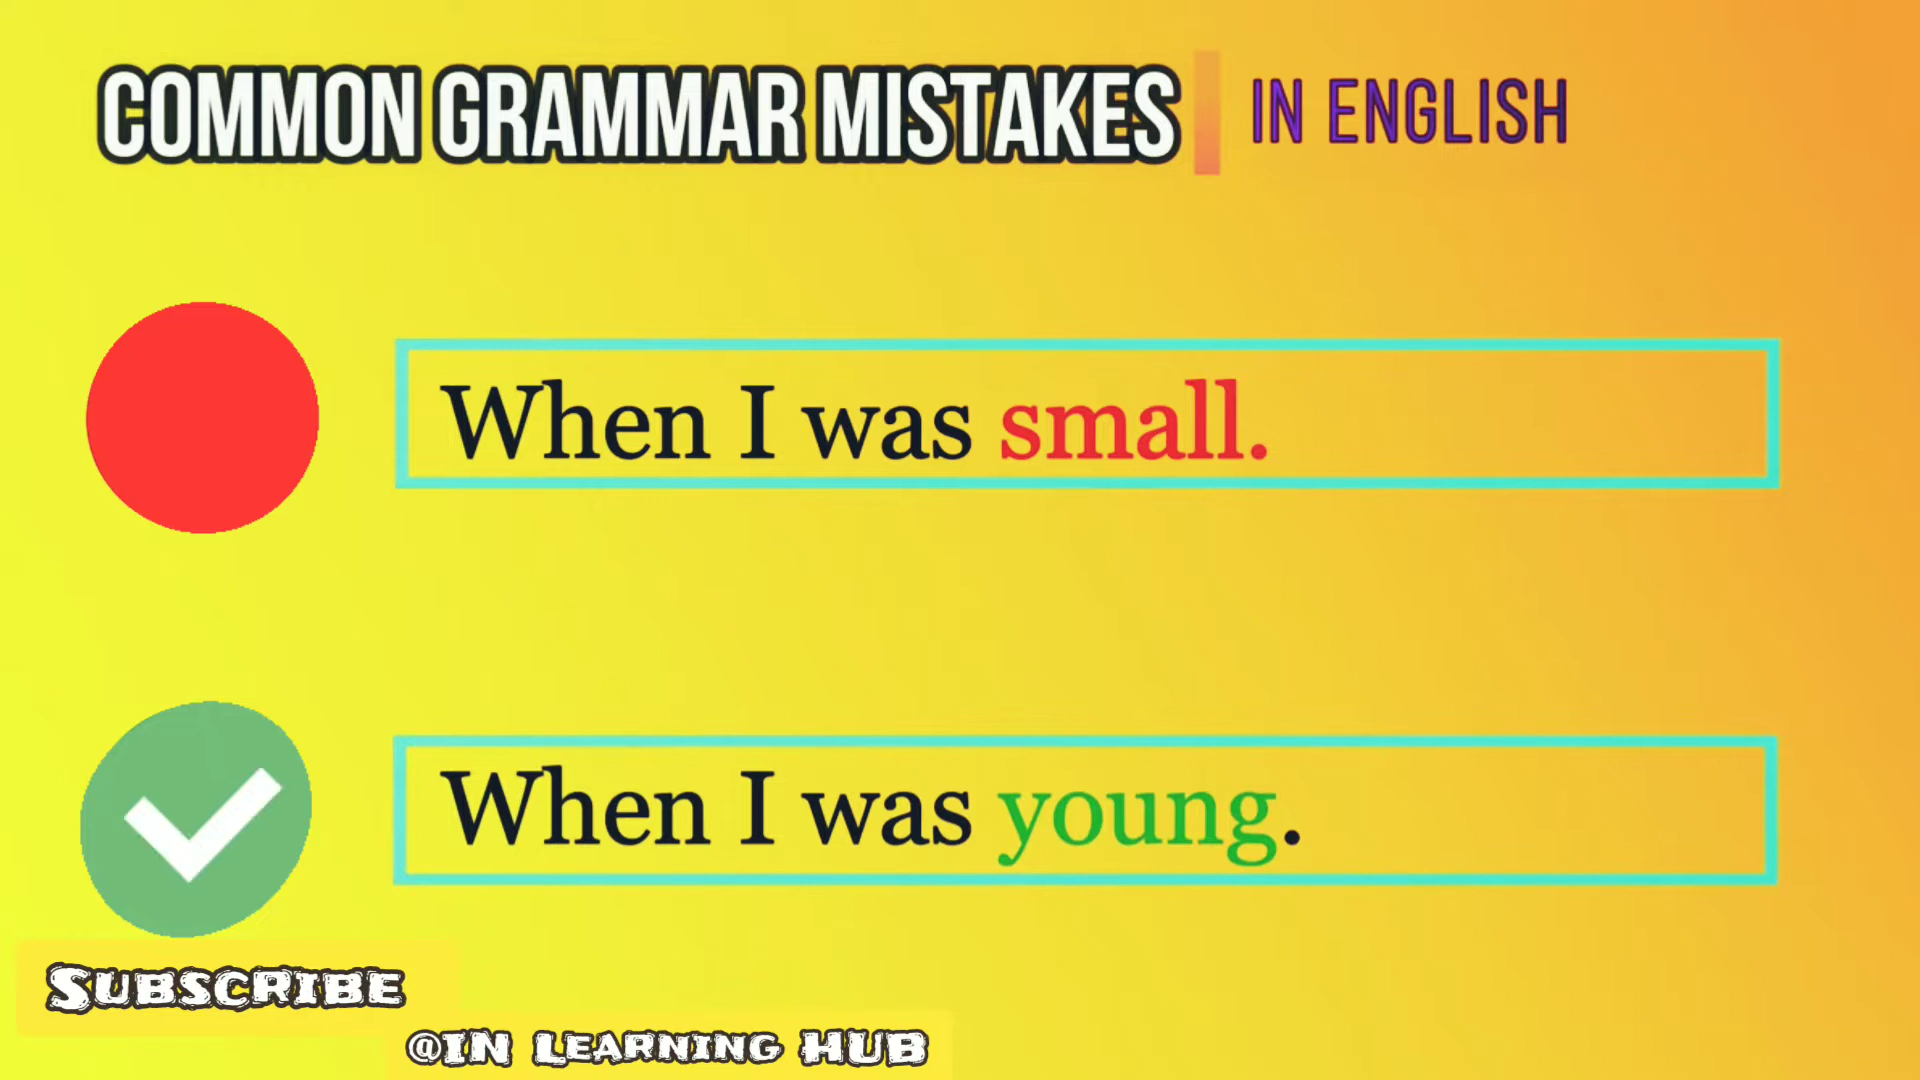 COMMON GRAMMAR MISTAKES IN ENGLISH
When I was small.
When I was young.
SUBSCRIBE
@IN LEARNING HUB